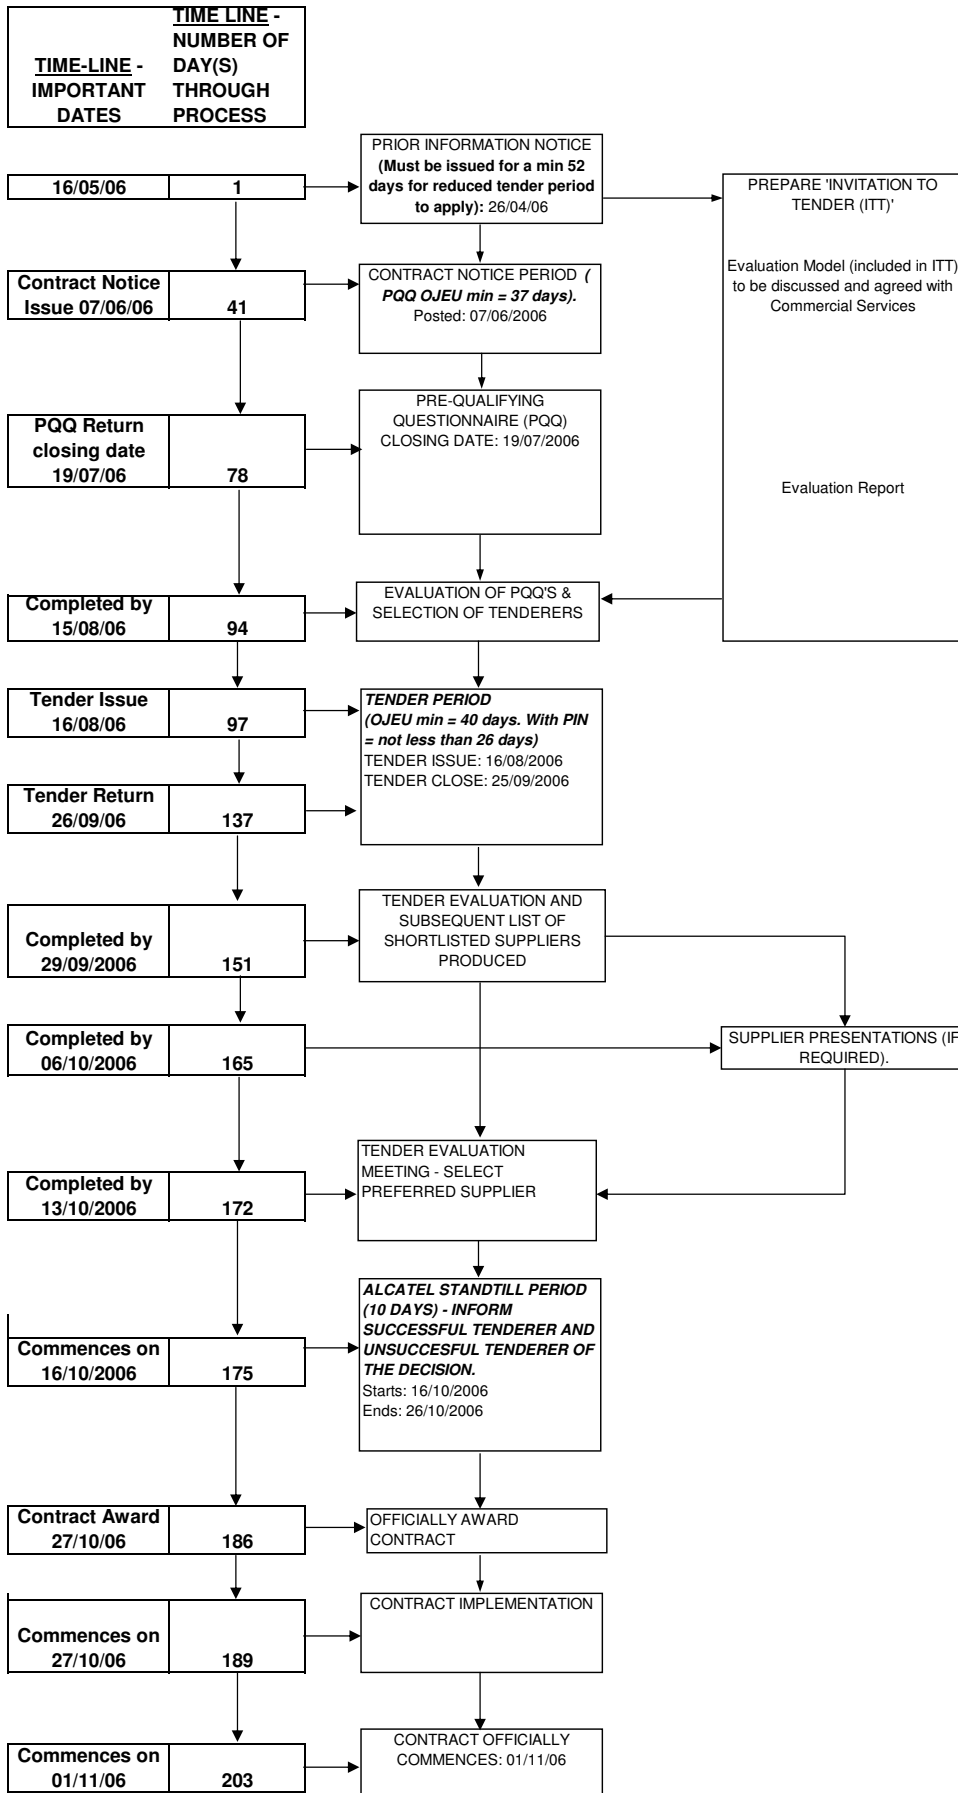 TIME-LINE -
IMPORTANT
DATES
TIME LINE -
NUMBER OF
DAY(S)
THROUGH
PROCESS
16/05/06 1
PRIOR INFORMATION NOTICE
(Must be issued for a min 52
days for reduced tender period
to apply): 26/04/06
PREPARE 'INVITATION TO
TENDER (ITT)'
Evaluation Model (included in ITT)
to be discussed and agreed with
Commercial Services
Evaluation Report
Contract Notice
Issue 07/06/06 41
CONTRACT NOTICE PERIOD (
PQQ OJEU min = 37 days).
Posted: 07/06/2006
PQQ Return
closing date
19/07/06 78
PRE-QUALIFYING
QUESTIONNAIRE (PQQ)
CLOSING DATE: 19/07/2006
Completed by
15/08/06 94
EVALUATION OF PQQ'S &
SELECTION OF TENDERERS
Tender Issue
16/08/06 97
TENDER PERIOD
(OJEU min = 40 days. With PIN
= not less than 26 days)
TENDER ISSUE: 16/08/2006
TENDER CLOSE: 25/09/2006
Tender Return
26/09/06 137
Completed by
29/09/2006 151
TENDER EVALUATION AND
SUBSEQUENT LIST OF
SHORTLISTED SUPPLIERS
PRODUCED
Completed by
06/10/2006 165
SUPPLIER PRESENTATIONS (IF
REQUIRED).
Completed by
13/10/2006 172
TENDER EVALUATION
MEETING - SELECT
PREFERRED SUPPLIER
Commences on
16/10/2006 175
ALCATEL STANDTILL PERIOD
(10 DAYS) - INFORM
SUCCESSFUL TENDERER AND
UNSUCCESFUL TENDERER OF
THE DECISION.
Starts: 16/10/2006
Ends: 26/10/2006
Contract Award
27/10/06 186
OFFICIALLY AWARD
CONTRACT
Commences on
27/10/06 189
CONTRACT IMPLEMENTATION
Commences on
01/11/06 203
CONTRACT OFFICIALLY
COMMENCES: 01/11/06